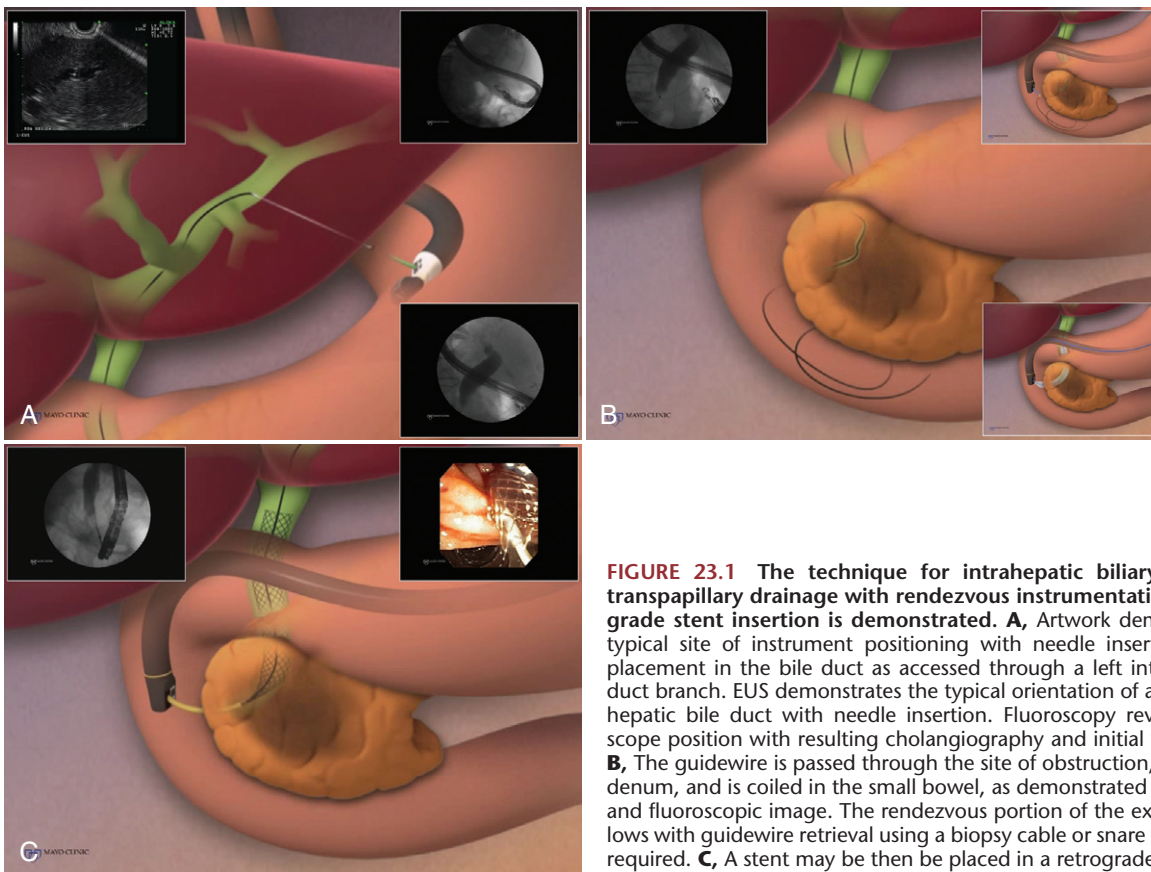 A
MAYO CLINIC
B
MAYO CLINIC
C
MAYO CLINIC
FIGURE 23.1 The technique for intrahepatic biliary
transpapillary drainage with rendezvous instrumentati
grade stent insertion is demonstrated. A, Artwork den
typical site of instrument positioning with needle inser
placement in the bile duct as accessed through a left int
duct branch. EUS demonstrates the typical orientation of a
hepatic bile duct with needle insertion. Fluoroscopy rev
scope position with resulting cholangiography and initial
B, The guidewire is passed through the site of obstruction,
denum, and is coiled in the small bowel, as demonstrated
and fluoroscopic image. The rendezvous portion of the ex
lows with guidewire retrieval using a biopsy cable or snare
required. C, A stent may be then be placed in a retrograde